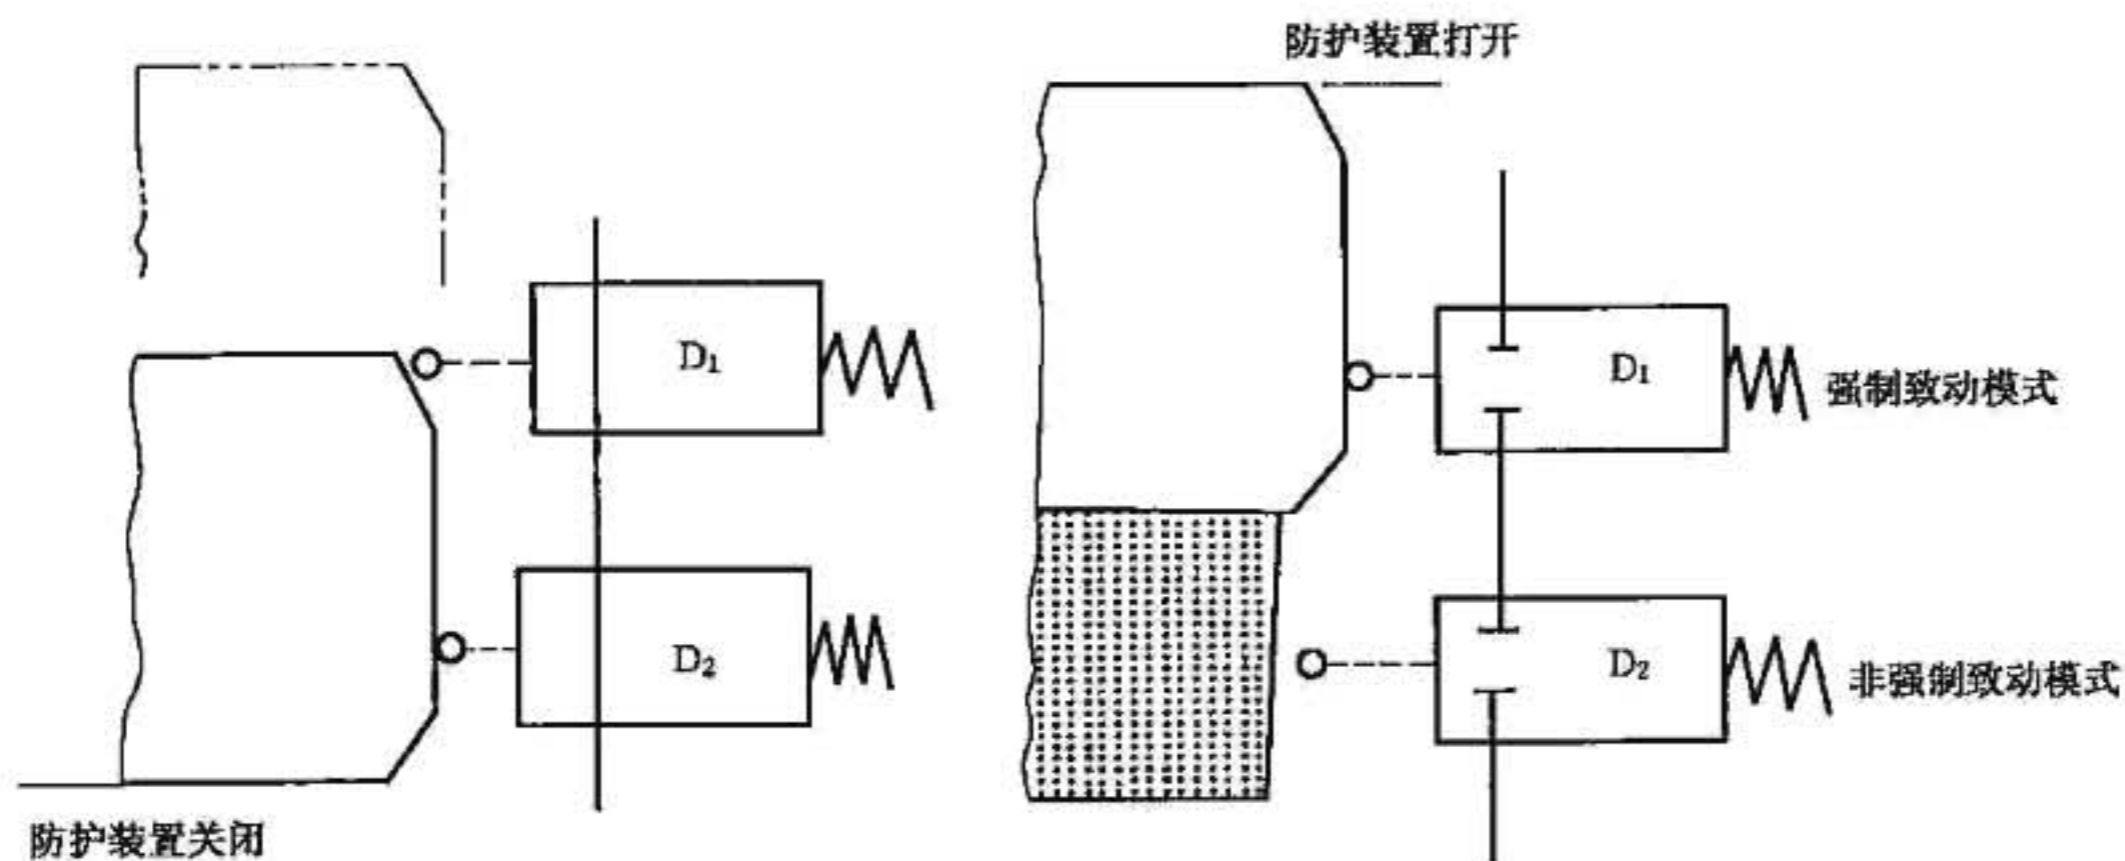 防护装置打开
D₁
D₁
强制致动模式
D₂
D₂
非强制致动模式
防护装置关闭